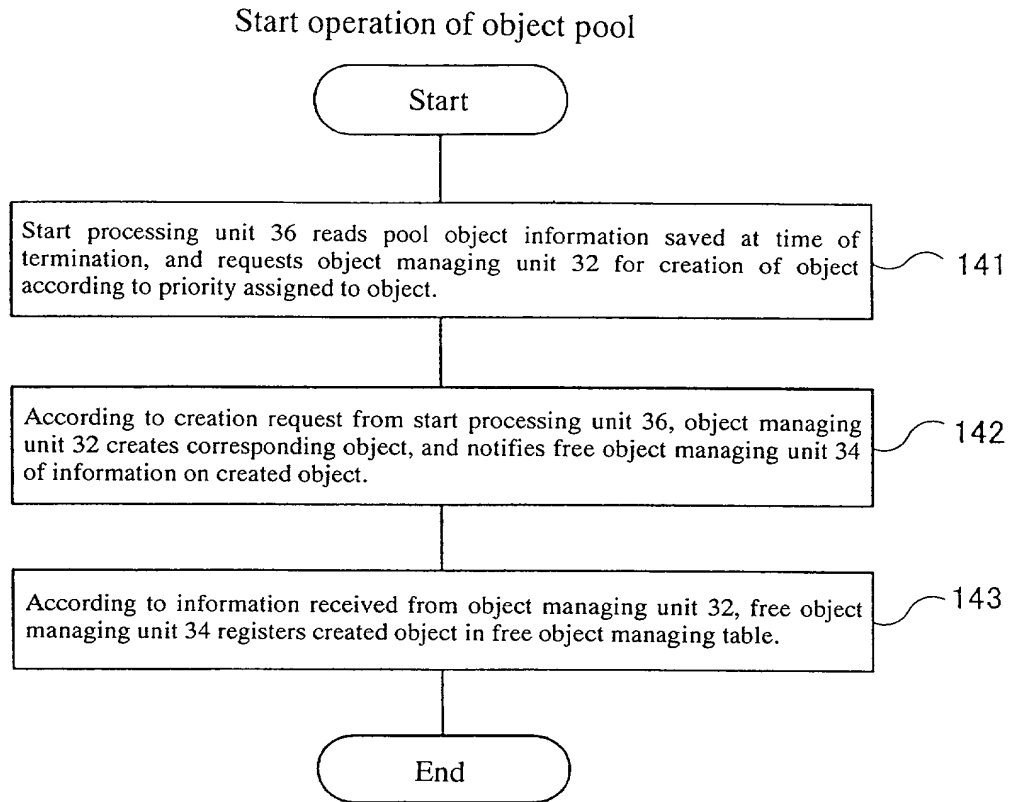 Start operation of object pool
Start
Start processing unit 36 reads pool object information saved at time of
termination, and requests object managing unit 32 for creation of object
according to priority assigned to object.
141
According to creation request from start processing unit 36, object managing
unit 32 creates corresponding object, and notifies free object managing unit 34
of information on created object.
142
According to information received from object managing unit 32, free object
managing unit 34 registers created object in free object managing table.
143
End